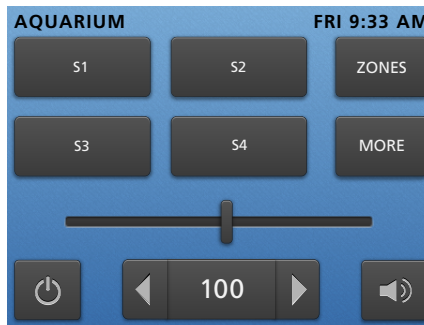 AQUARIUM FRI 9:33 AM
S1 S2 ZONES
S3 S4 MORE
100